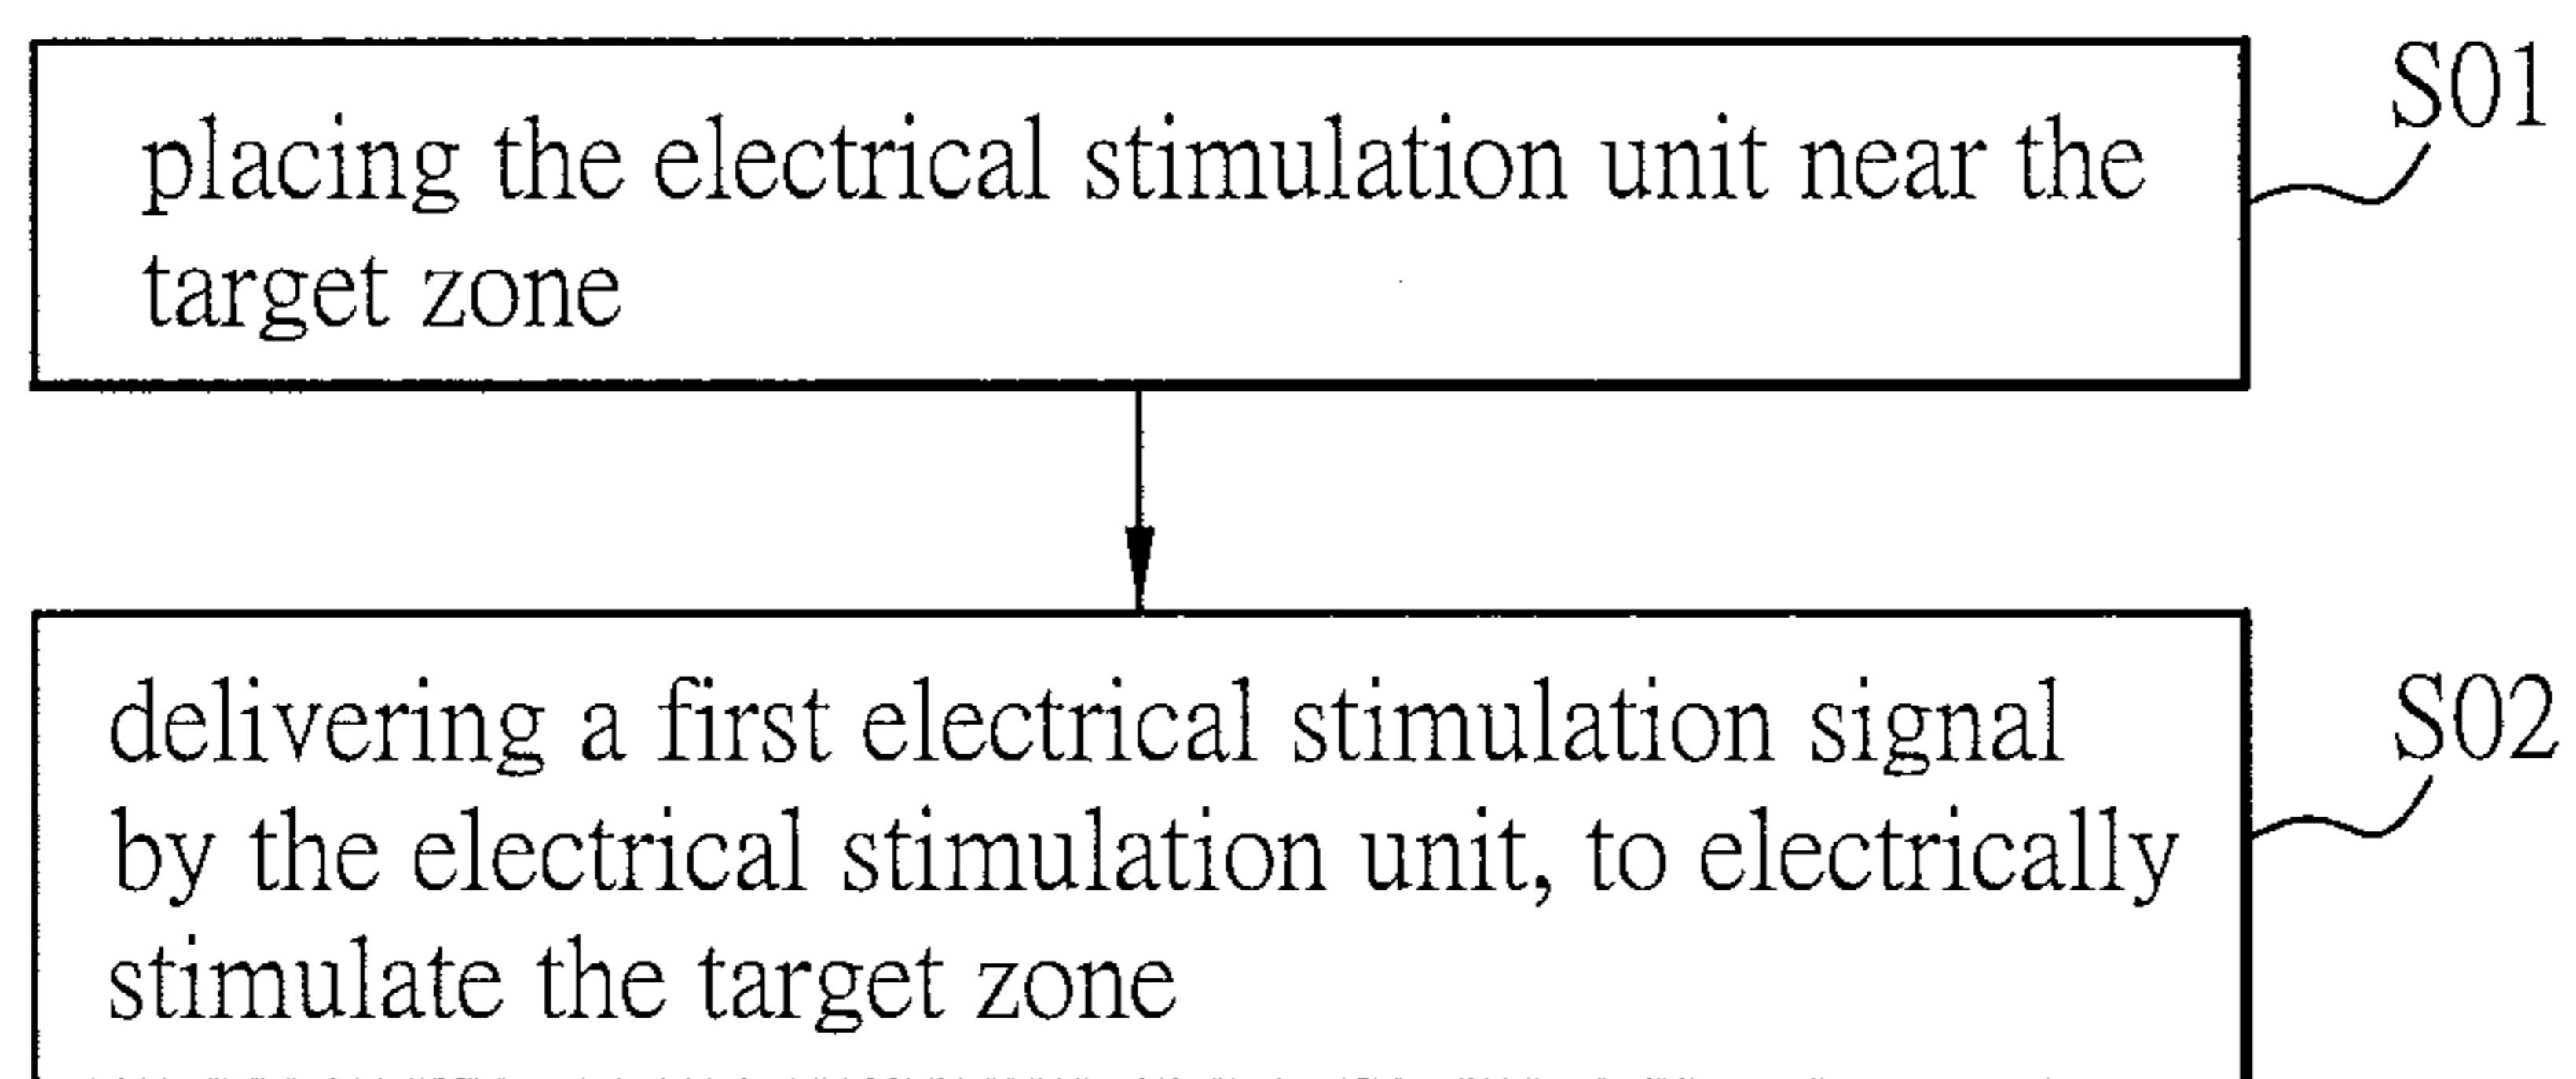 placing the electrical stimulation unit near the
target zone
S01
delivering a first electrical stimulation signal
by the electrical stimulation unit, to electrically
stimulate the target zone
S02